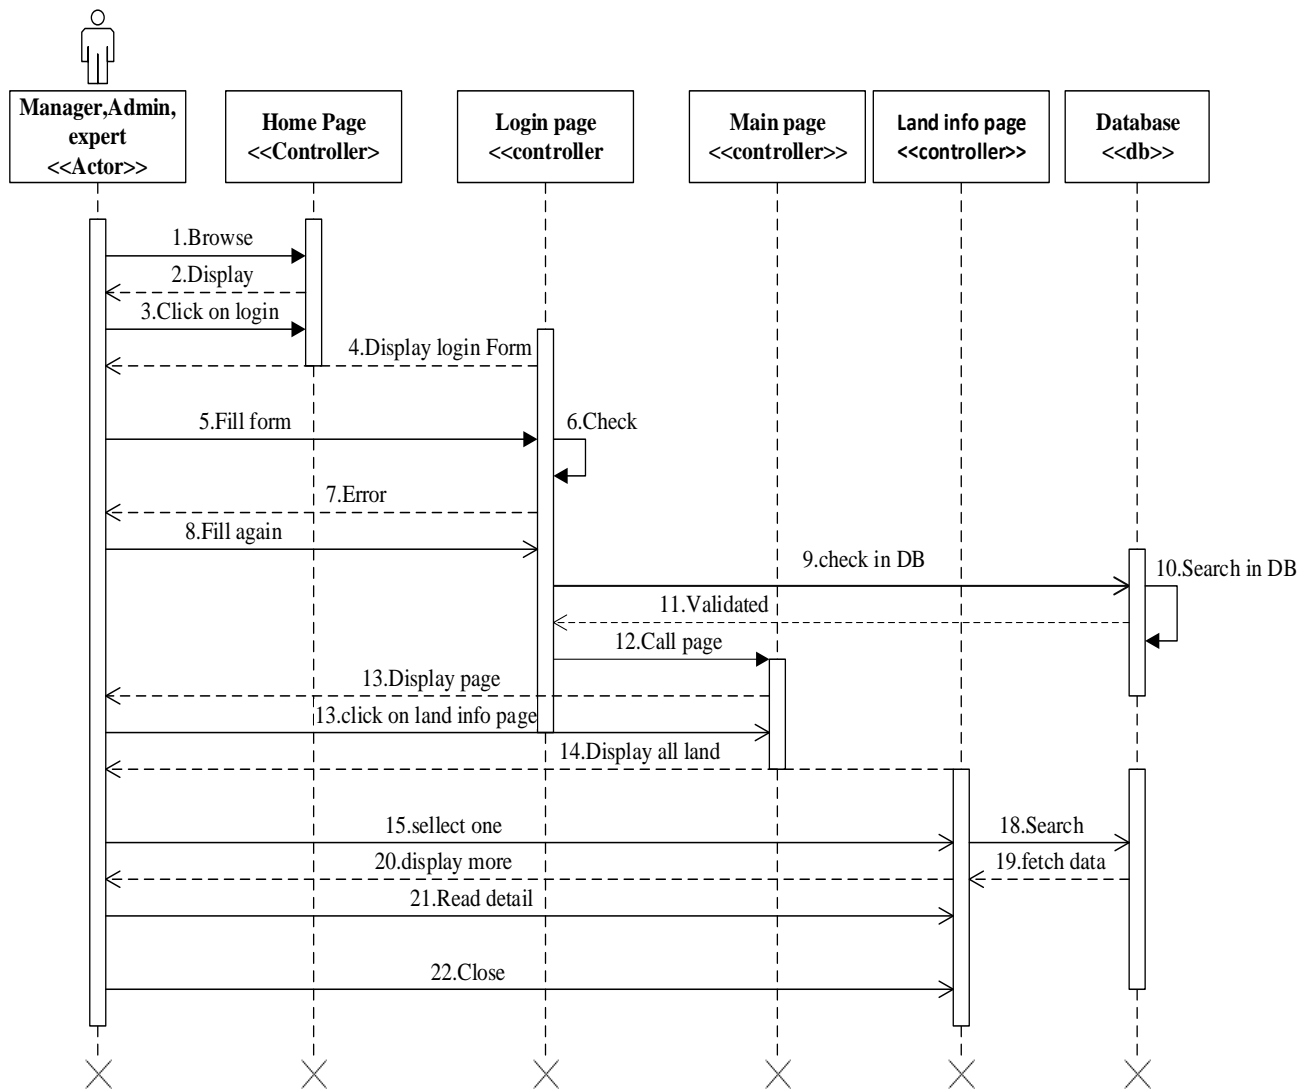 Manager,Admin,
expert
<<Actor>>
Home Page
<<Controller>
Login page
<<controller
Main page
<<controller>>
Land info page
<<controller>>
Database
<<db>>
1.Browse
2.Display
3.Click on login
4.Display login Form
5.Fill form
6.Check
7.Error
8.Fill again
9.check in DB
10.Search in DB
11.Validated
12.Call page
13.Display page
13.click on land info page
14.Display all land
15.sellect one
18.Search
20.display more
19.fetch data
21.Read detail
22.Close